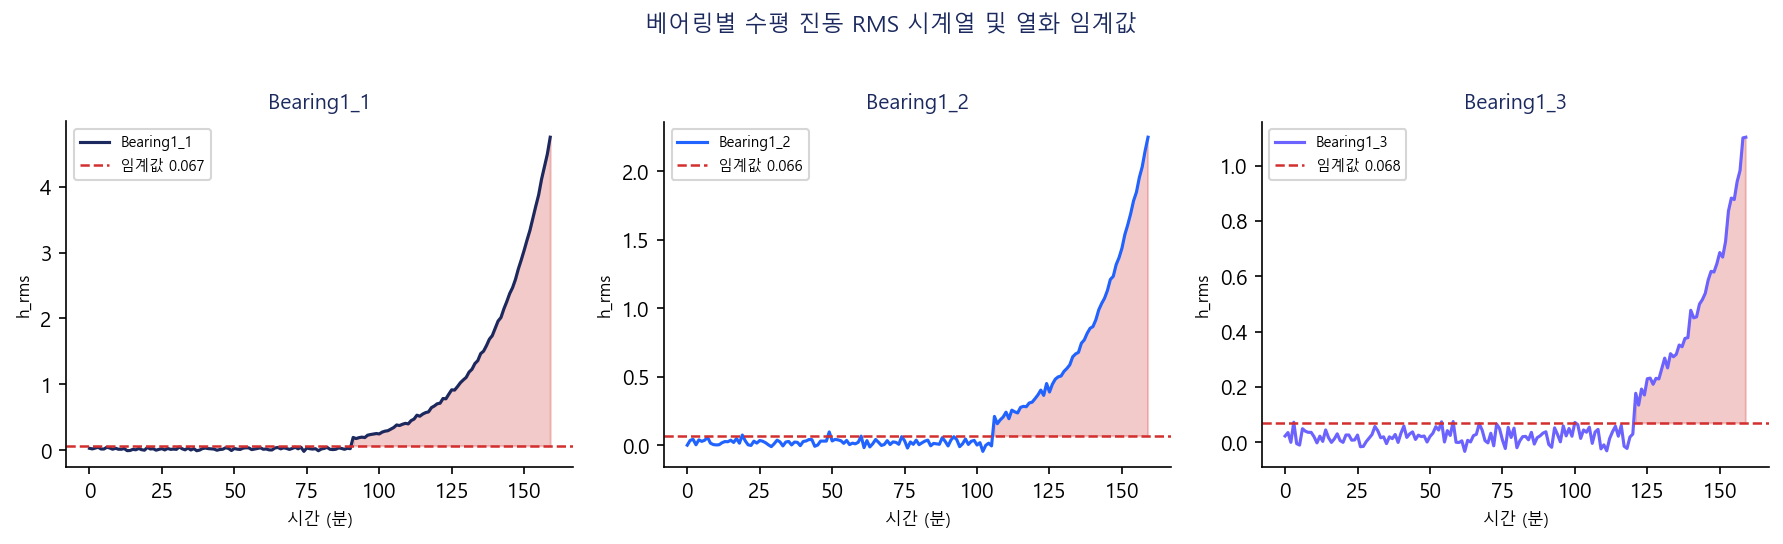 베어링별 수평 진동 RMS 시계열 및 열화 임계값
Bearing1_1
Bearing1_1
임계값 0.067
h_rms
4
3
2
1
0
0 25 50 75 100 125 150
시간 (분)
Bearing1_2
Bearing1_2
임계값 0.066
h_rms
2.0
1.5
1.0
0.5
0.0
0 25 50 75 100 125 150
시간 (분)
Bearing1_3
Bearing1_3
임계값 0.068
h_rms
1.0
0.8
0.6
0.4
0.2
0.0
0 25 50 75 100 125 150
시간 (분)